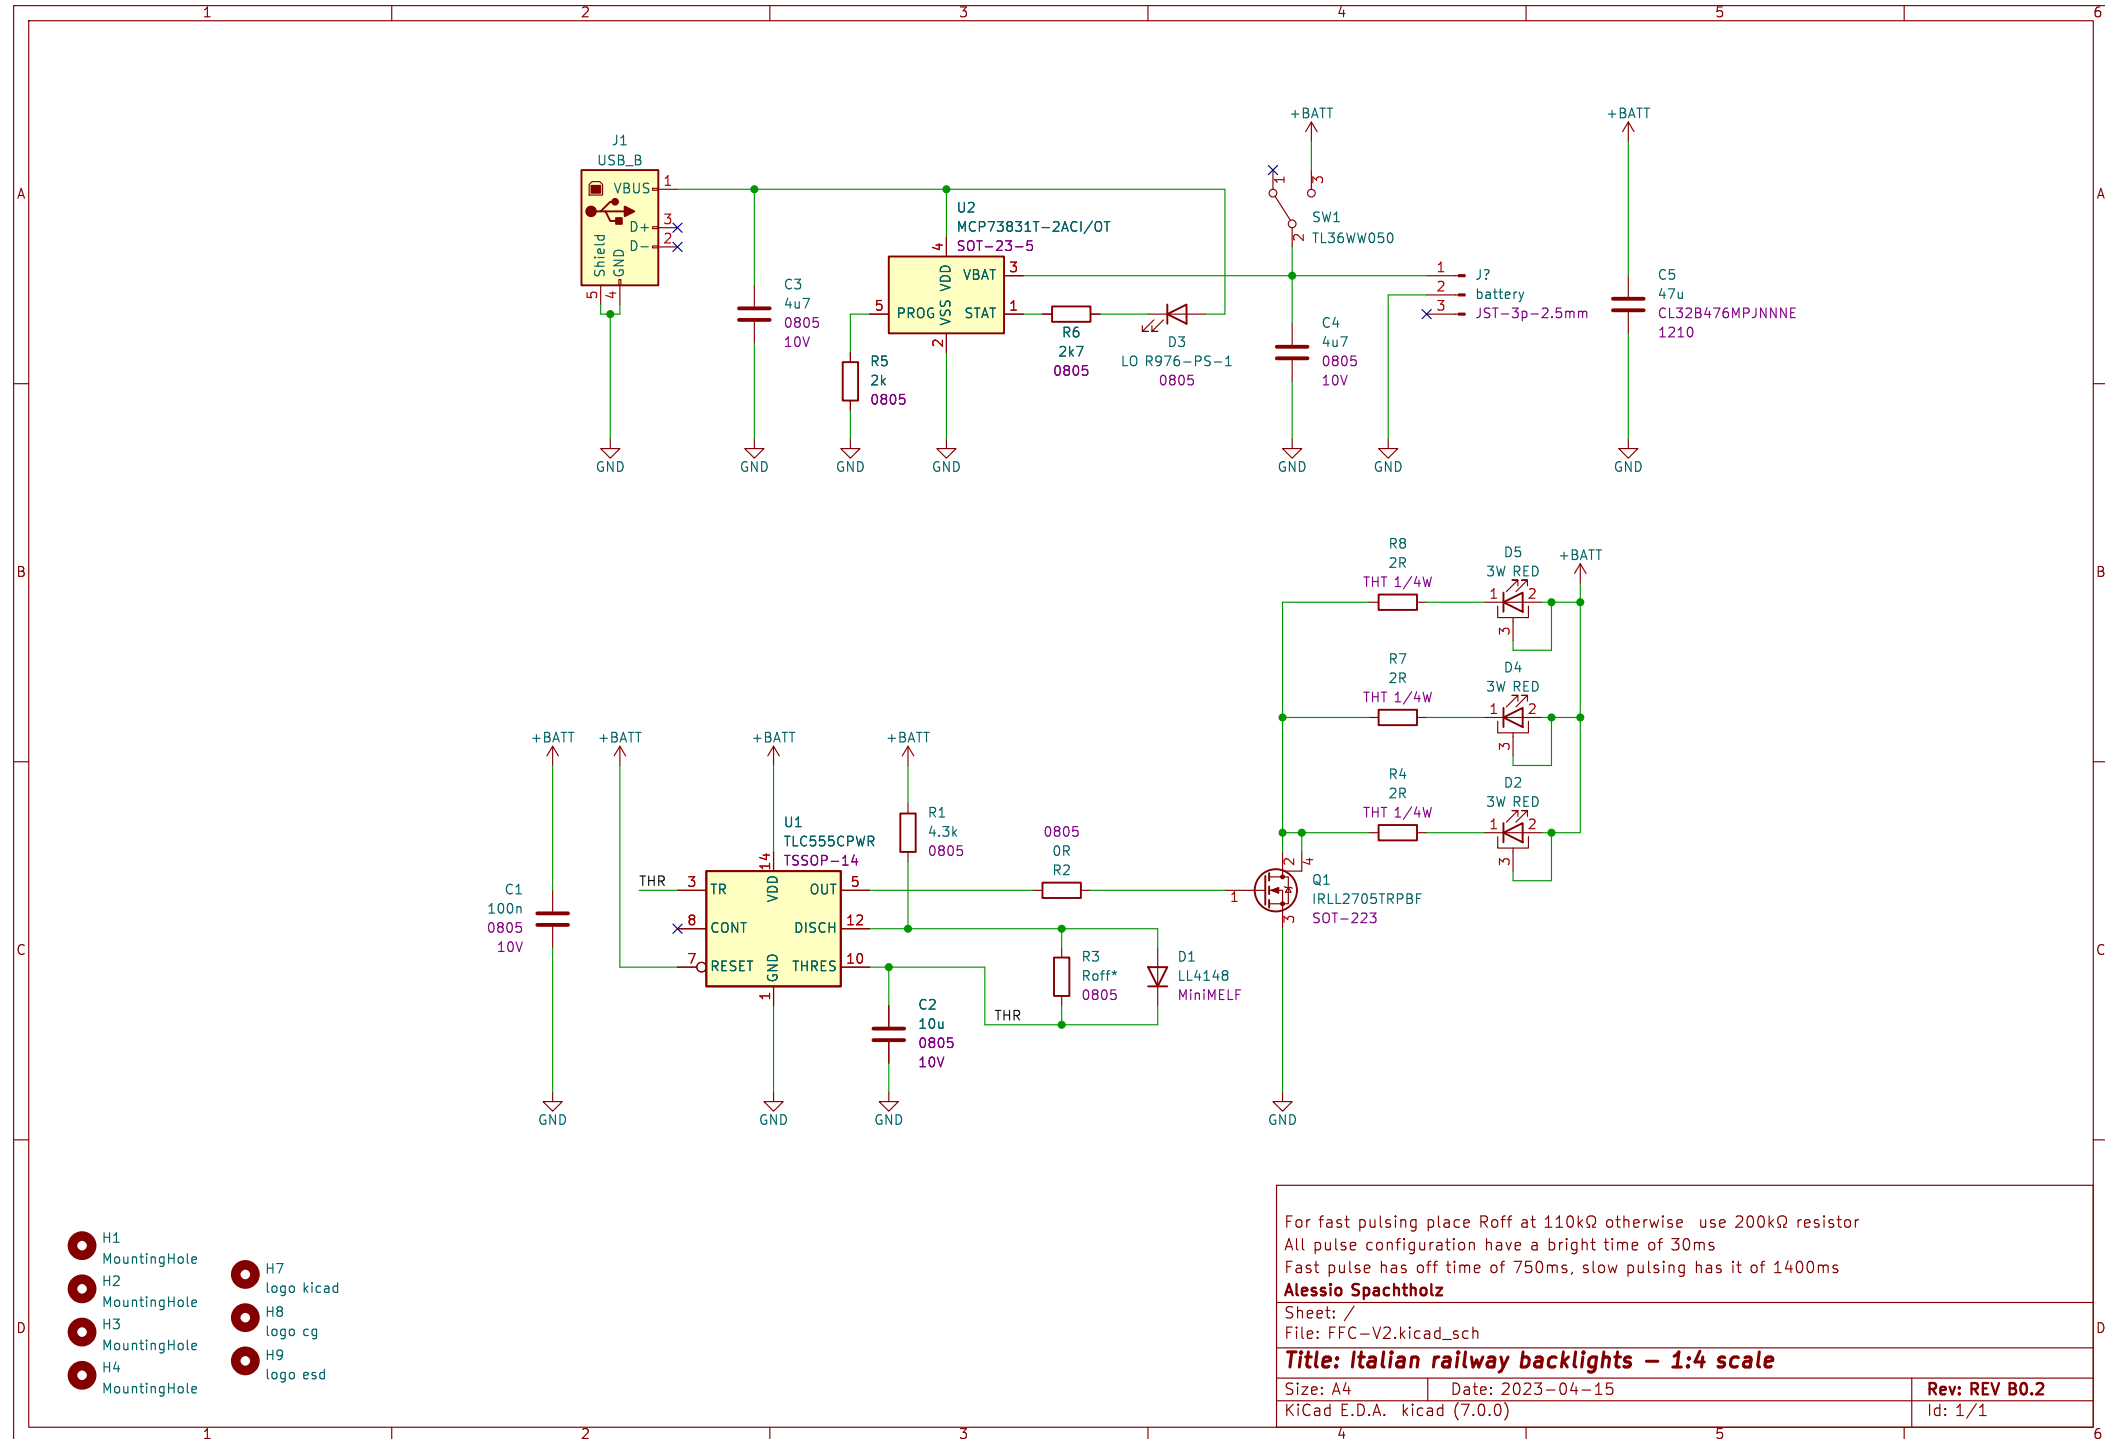 1 2 3 4 5 6
A A
B B
C C
D D
1 2 3 4 5 6
J1
USB_B
VBUS 1
D+ 3
D- 2
Shield
GND
5 4
GND
C3
4u7
0805
10V
GND
U2
MCP73831T-2ACI/OT
SOT-23-5
4
VDD
VBAT 3
5 PROG
VSS
STAT 1
2
GND
R5
2k
0805
GND
R6
2k7
0805
D3
LO R976-PS-1
0805
+BATT
1 3
SW1
TL36WW050
2
C4
4u7
0805
10V
GND
1 J?
2 battery
3 JST-3p-2.5mm
GND
+BATT
C5
47u
CL32B476MPJNNNE
1210
GND
R8
2R
THT 1/4W
D5
3W RED
1 2
3
+BATT
R7
2R
THT 1/4W
D4
3W RED
1 2
3
R4
2R
THT 1/4W
D2
3W RED
1 2
3
+BATT
C1
100n
0805
10V
GND
+BATT
+BATT
U1
TLC555CPWR
TSSOP-14
14
VDD
THR
3 TR
OUT 5
8 CONT
DISCH 12
7 RESET
THRES 10
GND
1
GND
+BATT
R1
4.3k
0805
0805
0R
R2
C2
10u
0805
10V
GND
THR
R3
Roff*
0805
D1
LL4148
MiniMELF
2 4
1
3
Q1
IRLL2705TRPBF
SOT-223
GND
H1
MountingHole
H2
MountingHole
H3
MountingHole
H4
MountingHole
H7
logo kicad
H8
logo cg
H9
logo esd
For fast pulsing place Roff at 110kΩ otherwise  use 200kΩ resistor
All pulse configuration have a bright time of 30ms
Fast pulse has off time of 750ms, slow pulsing has it of 1400ms
Alessio Spachtholz
Sheet: /
File: FFC-V2.kicad_sch
Title: Italian railway backlights - 1:4 scale
Size: A4 Date: 2023-04-15 Rev: REV B0.2
KiCad E.D.A.  kicad (7.0.0) Id: 1/1